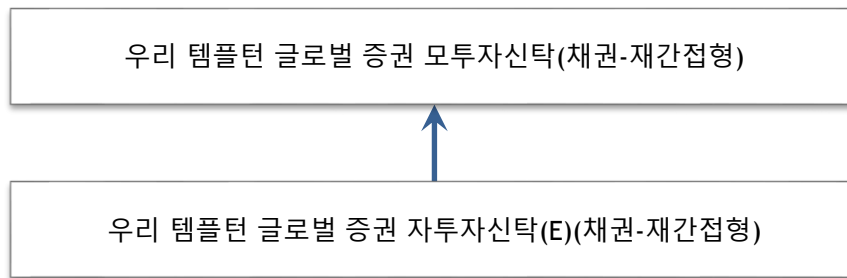 우리 템플턴 글로벌 증권 모투자신탁(채권-재간접형)
우리 템플턴 글로벌 증권 자투자신탁(E)(채권-재간접형)